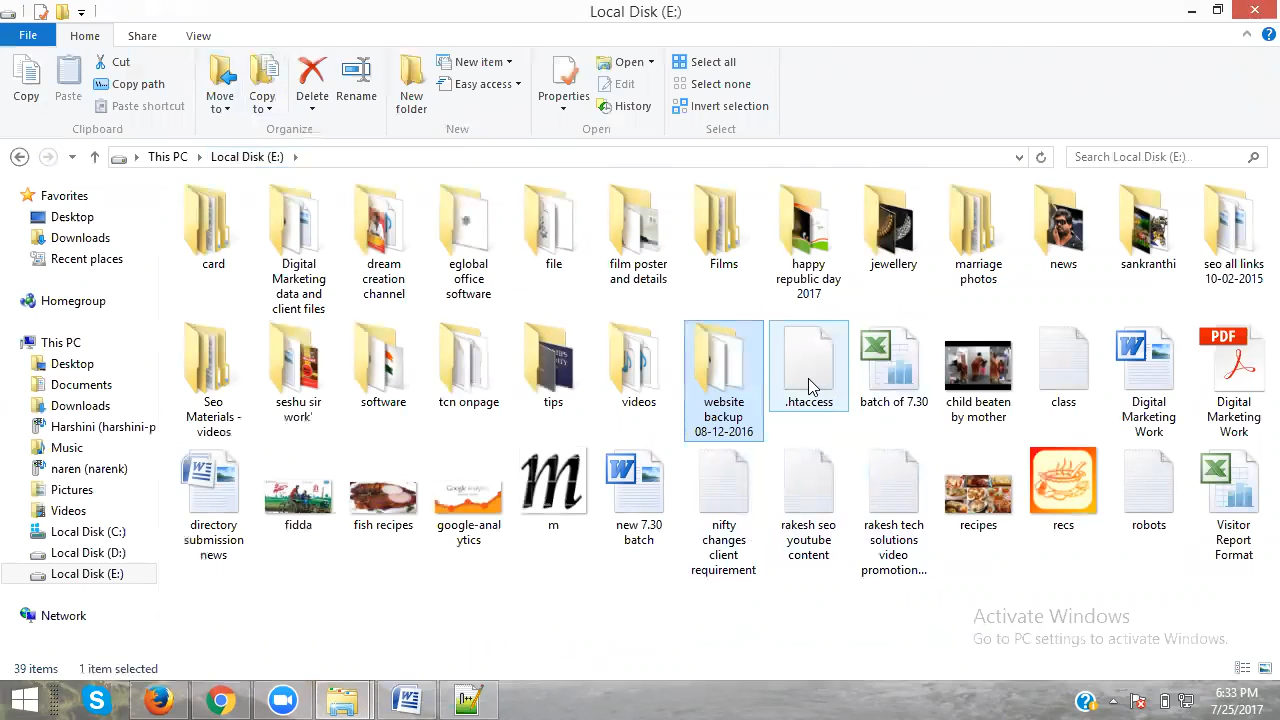 Local Disk (E:)
File Home Share View
Copy
Paste
Cut
Copy path
Paste shortcut
Clipboard
Move to
Copy to
Delete
Rename
Organize...
New folder
New item
Easy access
New
Properties
Open
Edit
History
Open
Select all
Select none
Invert selection
Select
This PC Local Disk (E:)
Search Local Disk (E:)
Favorites
Desktop
Downloads
Recent places
Homegroup
This PC
Desktop
Documents
Downloads
Harshini (harshini-p
Music
naren (narenk)
Pictures
Videos
Local Disk (C:)
Local Disk (D:)
Local Disk (E:)
Network
card
Digital
Marketing
data and
client files
dream
creation
channel
eglobal
office
software
file
film poster
and details
Films
happy
republic day
2017
jewellery
marriage
photos
news
sankranthi
seo all links
10-02-2015
Seo
Materials -
videos
seshu sir
work'
software
tcn onpage
tips
videos
website
backup
08-12-2016
.htaccess
batch of 7.30
child beaten
by mother
class
Digital
Marketing
Work
PDF
Digital
Marketing
Work
directory
submission
news
fidda
fish recipes
Google Analytics
google-anal
ytics
m
m
new 7.30
batch
nifty
changes
client
requirement
rakesh seo
youtube
content
rakesh tech
solutions
video
promotion...
recipes
recs
robots
Visitor
Report
Format
Activate Windows
Go to PC settings to activate Windows.
39 items 1 item selected
6:33 PM
7/25/2017